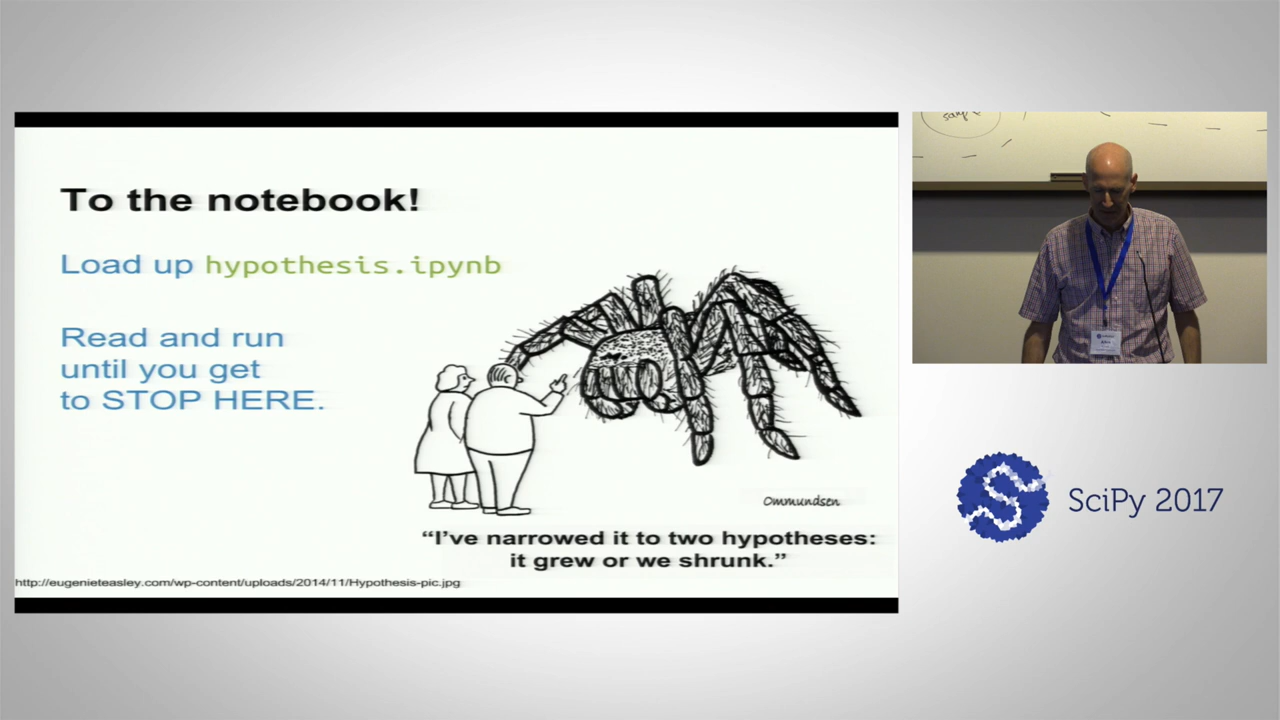 To the notebook!
Load up hypothesis.ipynb
Read and run
until you get
to STOP HERE.
Ommundsen
“I’ve narrowed it to two hypotheses:
it grew or we shrunk.”
http://eugenieteasley.com/wp-content/uploads/2014/11/Hypothesis-pic.jpg
SciPy 2017